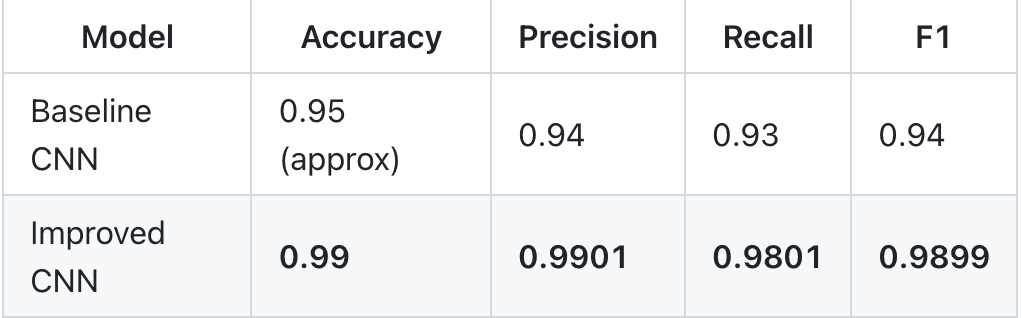 Model Accuracy Precision Recall F1
Baseline CNN 0.95 (approx) 0.94 0.93 0.94
Improved CNN 0.99 0.9901 0.9801 0.9899